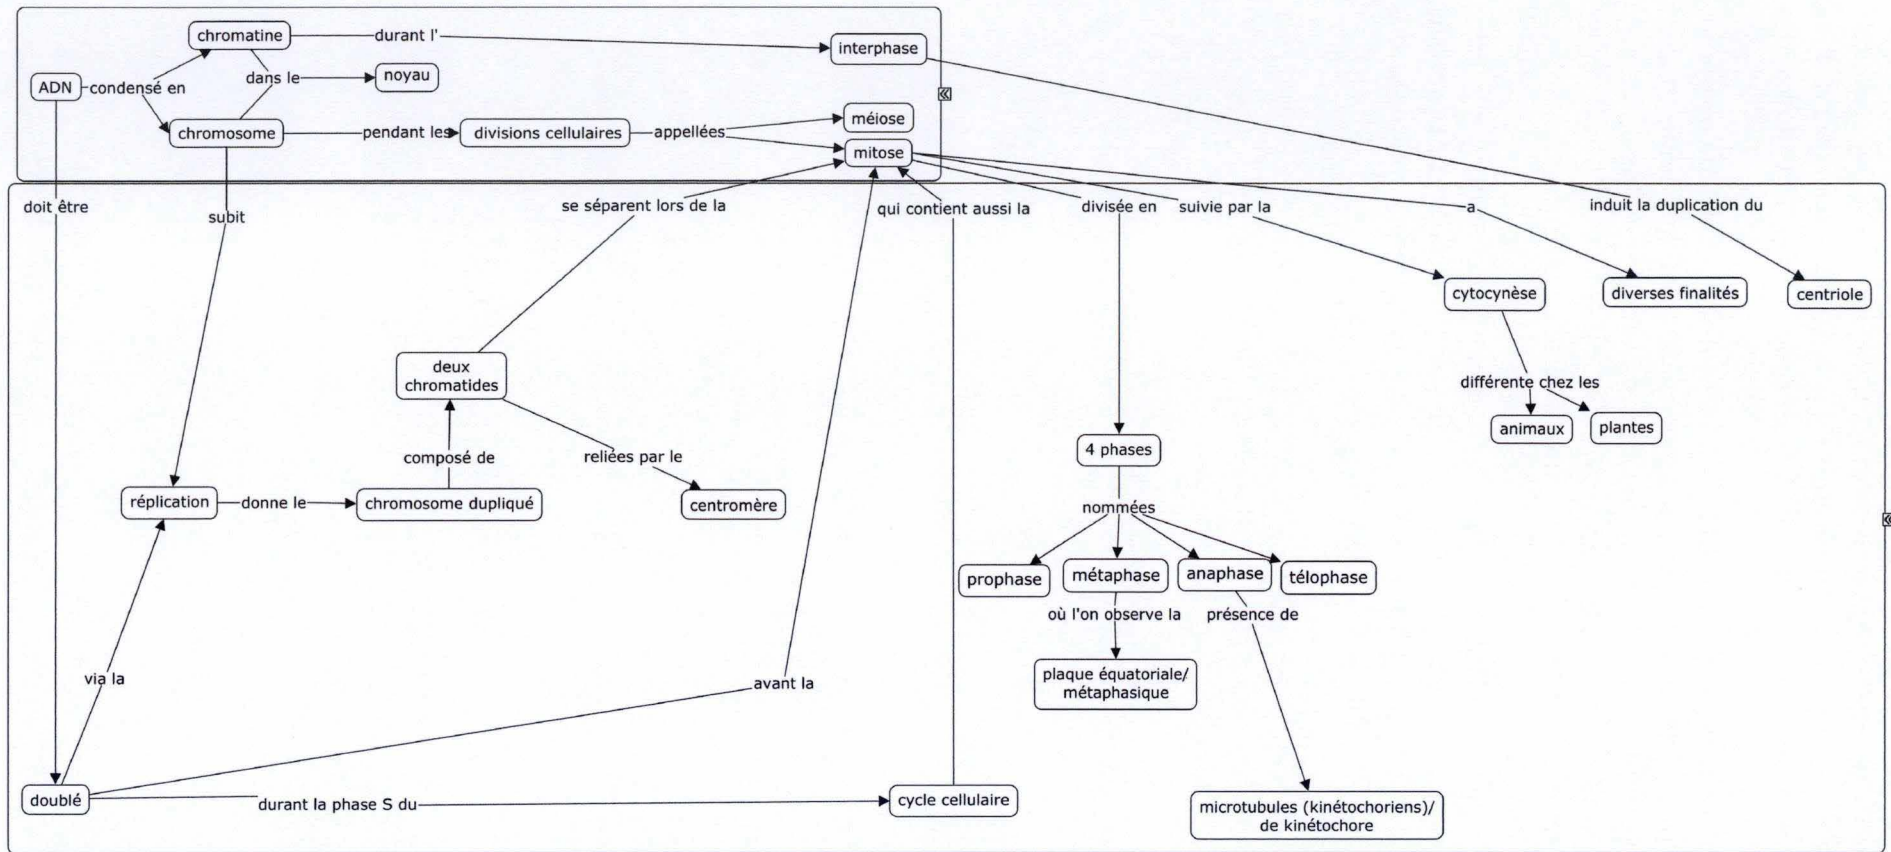 chromatine
durant l'
interphase
ADN
condensé en
dans le
noyau
chromosome
pendant les
divisions cellulaires
appellées
méiose
mitose
doit être
subit
se séparent lors de la
qui contient aussi la
divisée en
suivie par la
a
induit la duplication du
cytocynèse
diverses finalités
centriole
deux
chromatides
différente chez les
animaux
plantes
composé de
reliées par le
4 phases
réplication
donne le
chromosome dupliqué
centromère
nommées
prophase
métaphase
anaphase
télophase
où l'on observe la
présence de
via la
avant la
plaque équatoriale/
métaphasique
doublé
durant la phase S du
cycle cellulaire
microtubules (kinétochoriens)/
de kinétochore